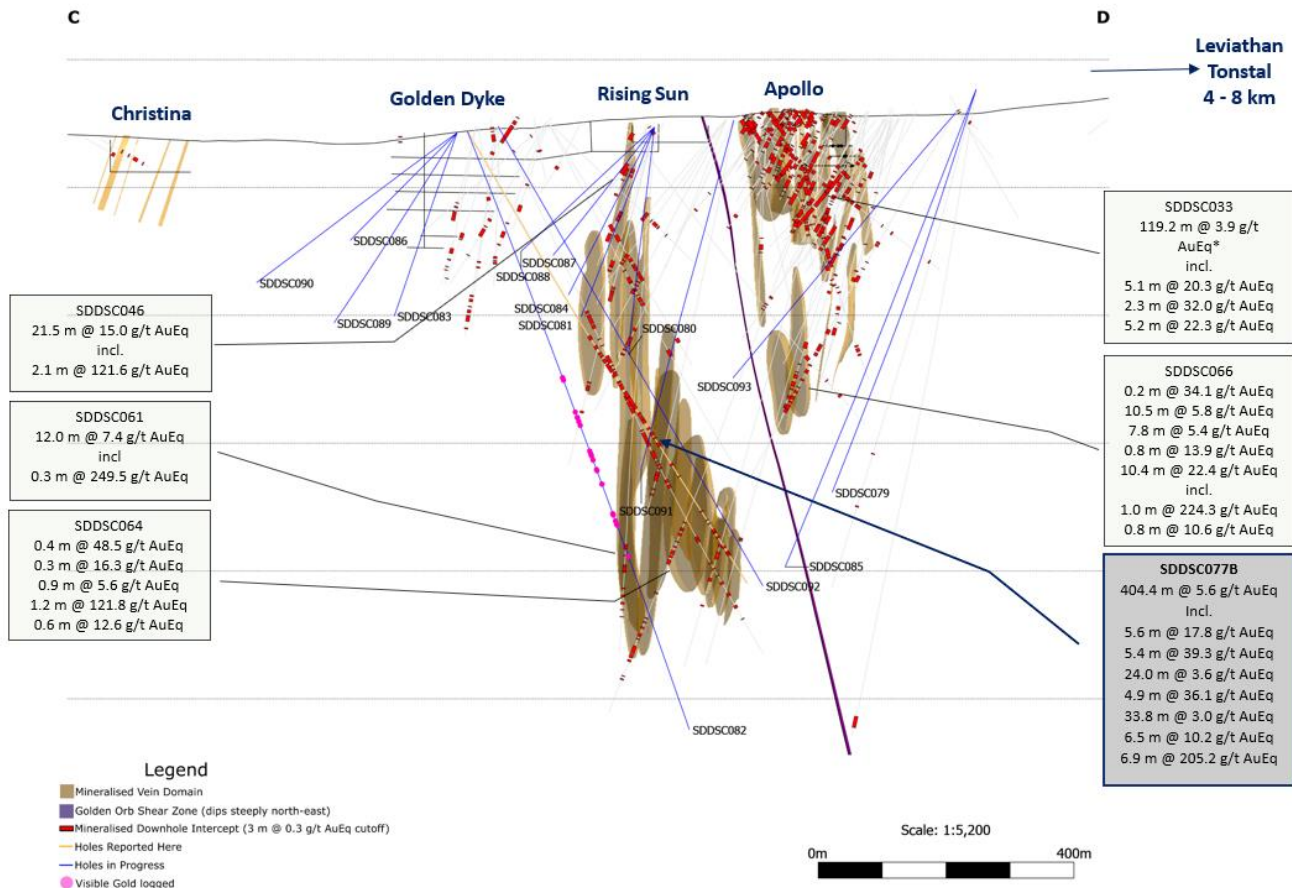 C
D
Leviathan
Tonstal
4 - 8 km
Christina
Golden Dyke
Rising Sun
Apollo
SDDSC033
119.2 m @ 3.9 g/t
AuEq*
incl.
5.1 m @ 20.3 g/t AuEq
2.3 m @ 32.0 g/t AuEq
5.2 m @ 22.3 g/t AuEq
SDDSC086
SDDSC087
SDDSC088
SDDSC090
SDDSC089
SDDSC083
SDDSC084
SDDSC081
SDDSC080
SDDSC093
SDDSC046
21.5 m @ 15.0 g/t AuEq
incl.
2.1 m @ 121.6 g/t AuEq
SDDSC061
12.0 m @ 7.4 g/t AuEq
incl
0.3 m @ 249.5 g/t AuEq
SDDSC066
0.2 m @ 34.1 g/t AuEq
10.5 m @ 5.8 g/t AuEq
7.8 m @ 5.4 g/t AuEq
0.8 m @ 13.9 g/t AuEq
10.4 m @ 22.4 g/t AuEq
incl.
1.0 m @ 224.3 g/t AuEq
0.8 m @ 10.6 g/t AuEq
SDDSC079
SDDSC091
SDDSC085
SDDSC092
SDDSC064
0.4 m @ 48.5 g/t AuEq
0.3 m @ 16.3 g/t AuEq
0.9 m @ 5.6 g/t AuEq
1.2 m @ 121.8 g/t AuEq
0.6 m @ 12.6 g/t AuEq
SDDSC077B
404.4 m @ 5.6 g/t AuEq
Incl.
5.6 m @ 17.8 g/t AuEq
5.4 m @ 39.3 g/t AuEq
24.0 m @ 3.6 g/t AuEq
4.9 m @ 36.1 g/t AuEq
33.8 m @ 3.0 g/t AuEq
6.5 m @ 10.2 g/t AuEq
6.9 m @ 205.2 g/t AuEq
SDDSC082
Legend
Mineralised Vein Domain
Golden Orb Shear Zone (dips steeply north-east)
Mineralised Downhole Intercept (3 m @ 0.3 g/t AuEq cutoff)
Holes Reported Here
Holes in Progress
Visible Gold logged
Scale: 1:5,200
0m
400m